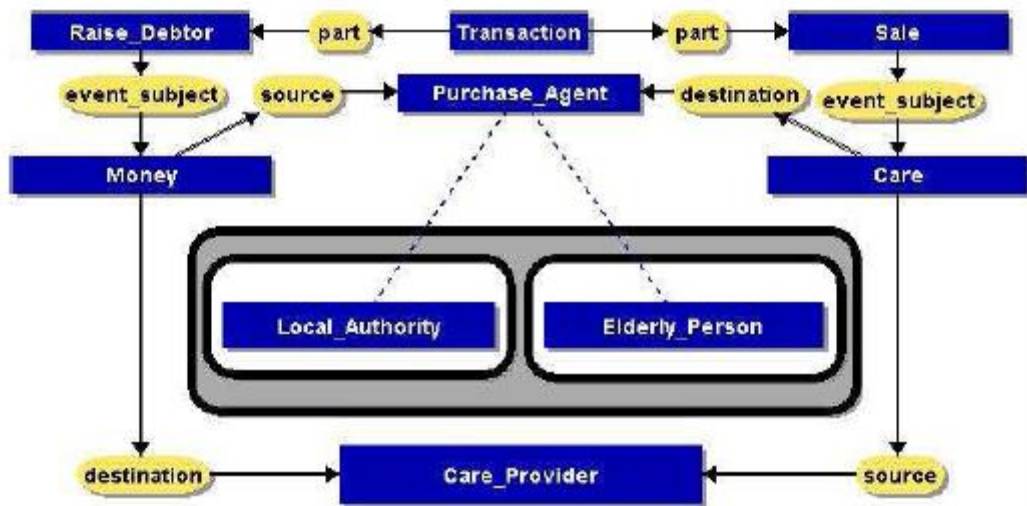 Raise_Debtor part Transaction part Sale
event_subject source Purchase_Agent destination event_subject
Money Care
Local_Authority Elderly_Person
destination Care_Provider source